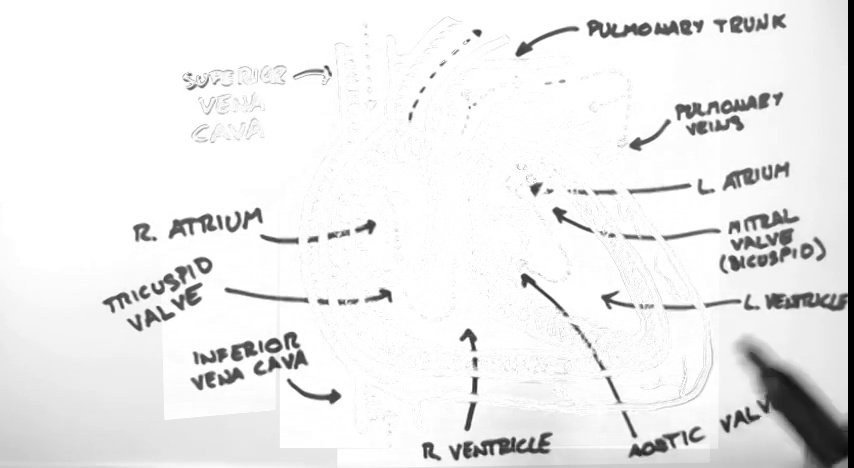 PULMONARY TRUNK
SUPERIOR
VENA
CAVA
PULMONARY
VEINS
L. ATRIUM
R. ATRIUM
MITRAL
VALVE
(BICUSPID)
TRICUSPID
VALVE
L. VENTRICLE
INFERIOR
VENA CAVA
R. VENTRICLE
AORTIC VALV